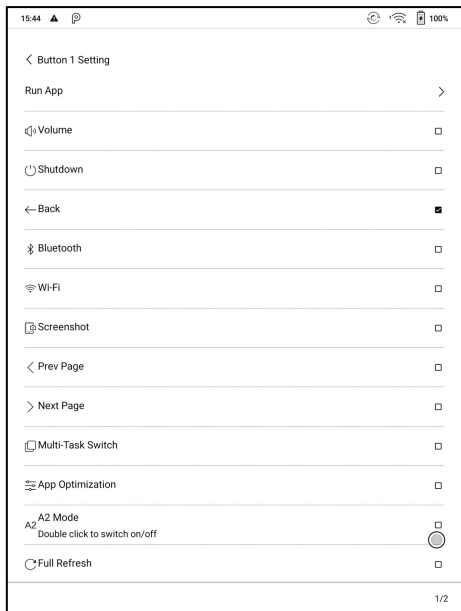 15:44 100%
Button 1 Setting
Run App
Volume
Shutdown
Back
Bluetooth
Wi-Fi
Screenshot
Prev Page
Next Page
Multi-Task Switch
App Optimization
A2 A2 Mode
Double click to switch on/off
Full Refresh
1/2